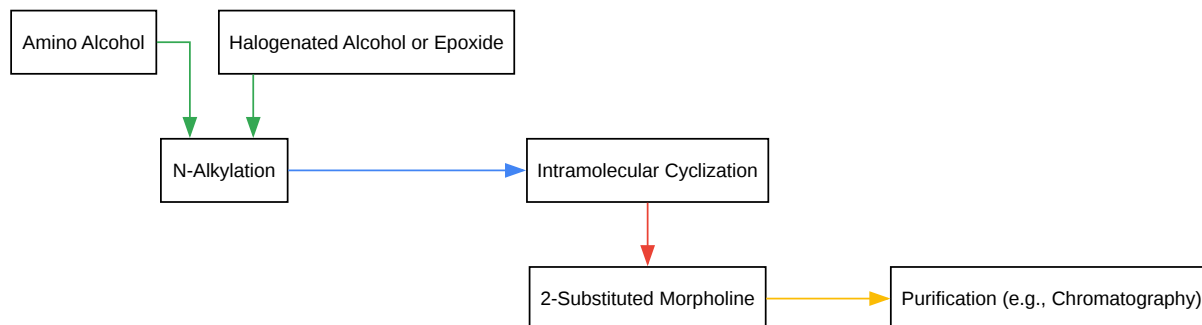 Amino Alcohol
Halogenated Alcohol or Epoxide
N-Alkylation
Intramolecular Cyclization
2-Substituted Morpholine
Purification (e.g., Chromatography)